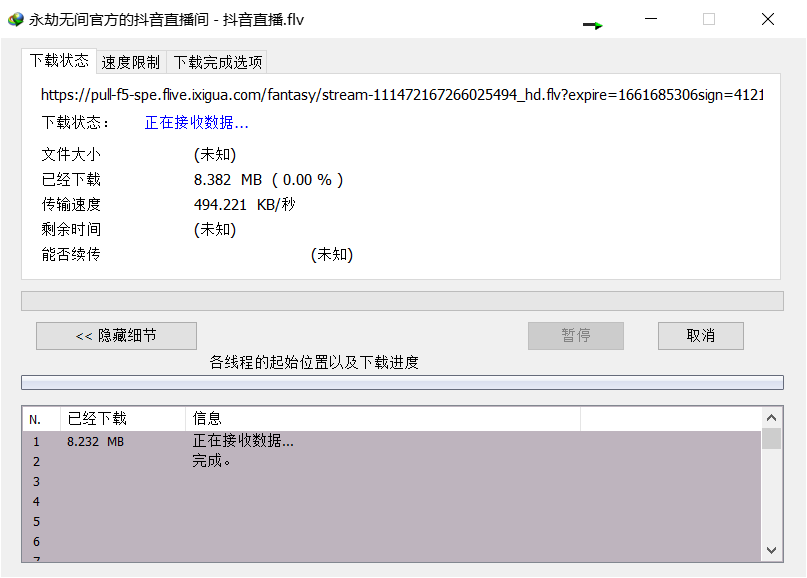 永劫无间官方的抖音直播间 - 抖音直播.flv
下载状态 速度限制 下载完成选项
https://pull-f5-spe.flive.ixigua.com/fantasy/stream-111472167266025494_hd.flv?expire=1661685306sign=4121
下载状态： 正在接收数据...
文件大小 (未知)
已经下载 8.382 MB ( 0.00 % )
传输速度 494.221 KB/秒
剩余时间 (未知)
能否续传 (未知)
<< 隐藏细节 暂停 取消
各线程的起始位置以及下载进度
N. 已经下载 信息
1 8.232 MB 正在接收数据...
2 完成。
3
4
5
6
7